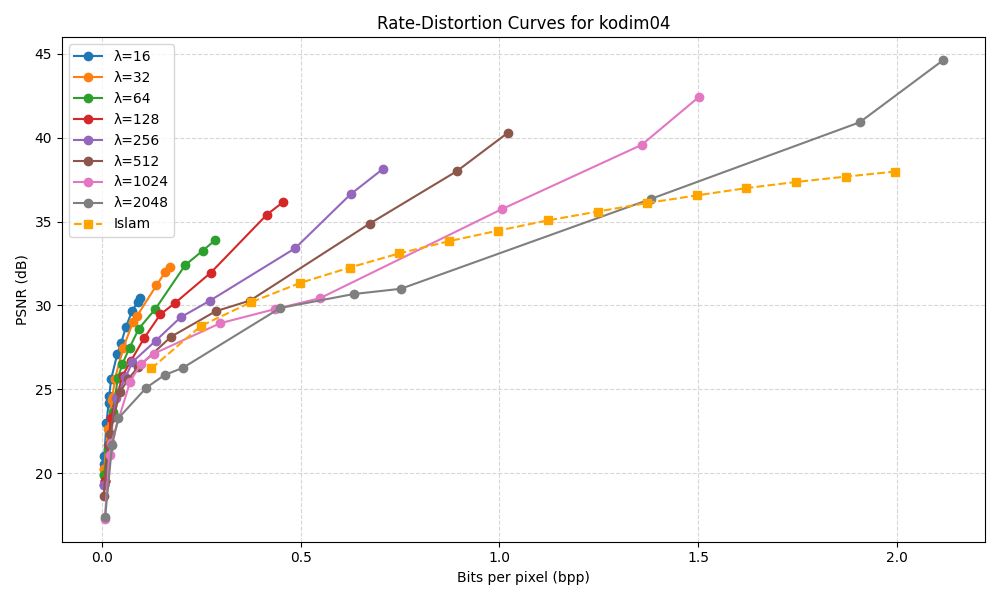 Rate-Distortion Curves for kodim04
λ=16
λ=32
λ=64
λ=128
λ=256
λ=512
λ=1024
λ=2048
Islam
PSNR (dB)
45
40
35
30
25
20
0.0 0.5 1.0 1.5 2.0
Bits per pixel (bpp)